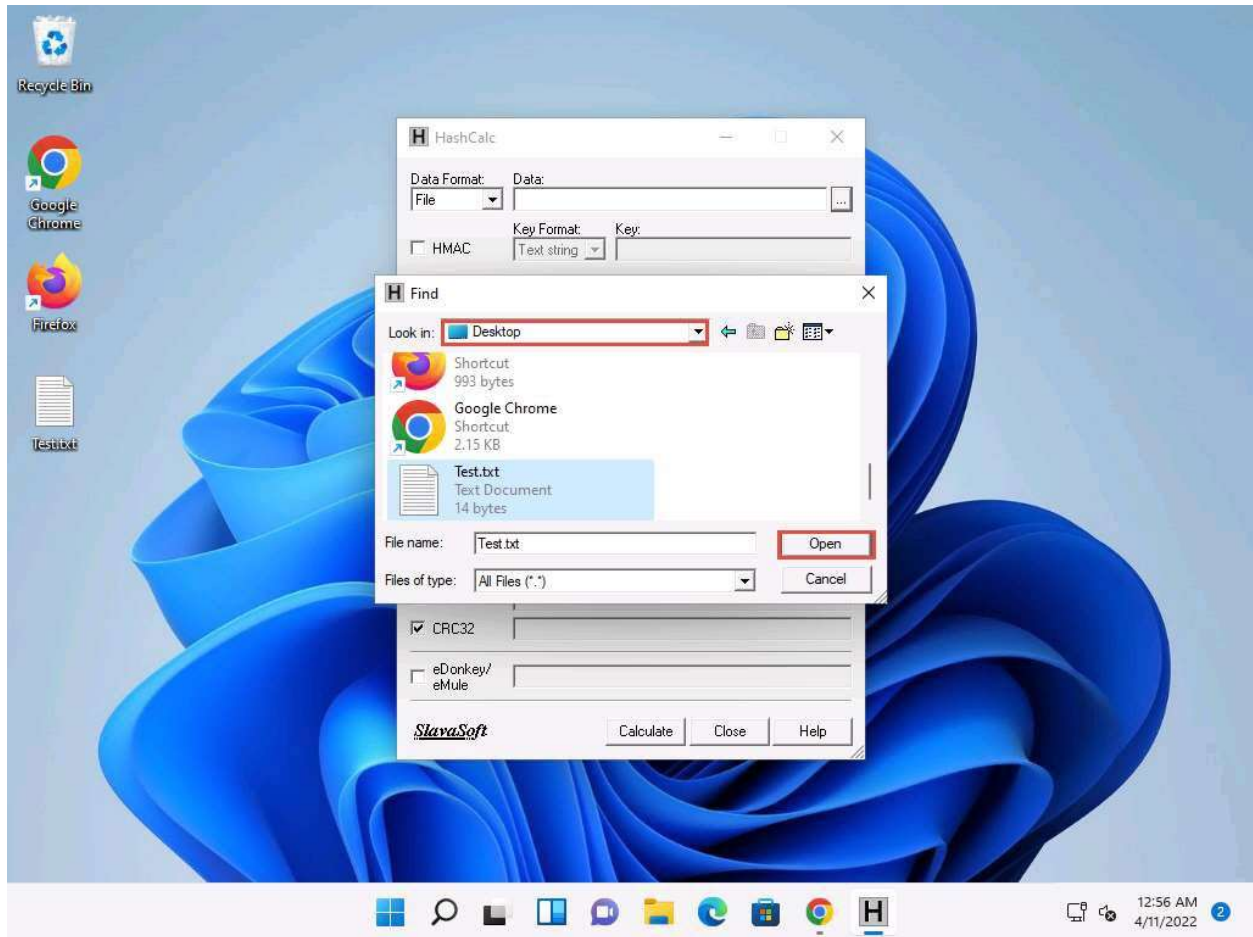 Recycle Bin
Google
Chrome
Firefox
Test.txt
H HashCalc
Data Format:
Data:
File
...
HMAC
Key Format:
Key:
Text string
H Find
Look in:
Desktop
Shortcut
993 bytes
Google Chrome
Shortcut
2.15 KB
Test.txt
Text Document
14 bytes
File name:
Test.txt
Open
Files of type:
All Files (*.*)
Cancel
CRC32
eDonkey/
eMule
SlavaSoft
Calculate
Close
Help
H
12:56 AM
4/11/2022
2